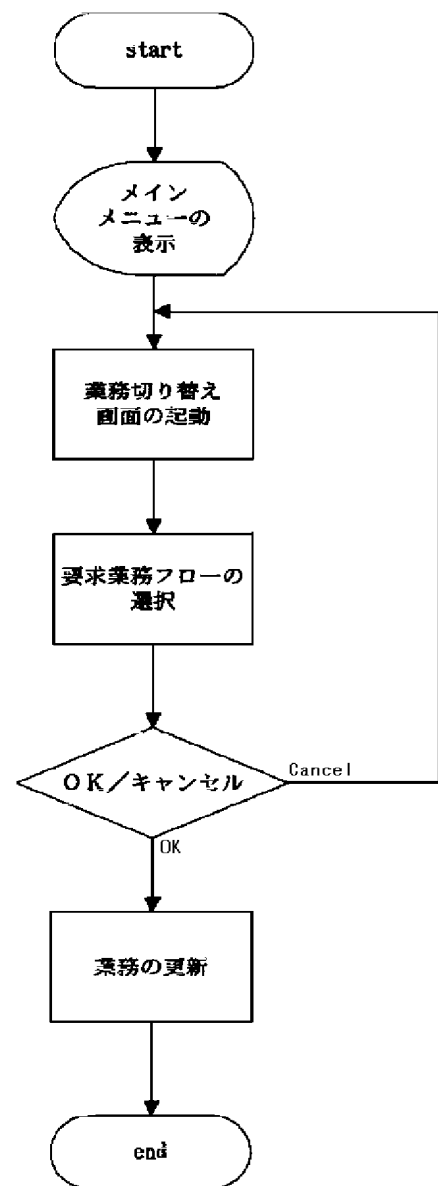 start
メイン
メニューの
表示
業務切り替え
画面の起動
要求業務フローの
選択
ＯＫ／キャンセル
Cancel
OK
業務の更新
end